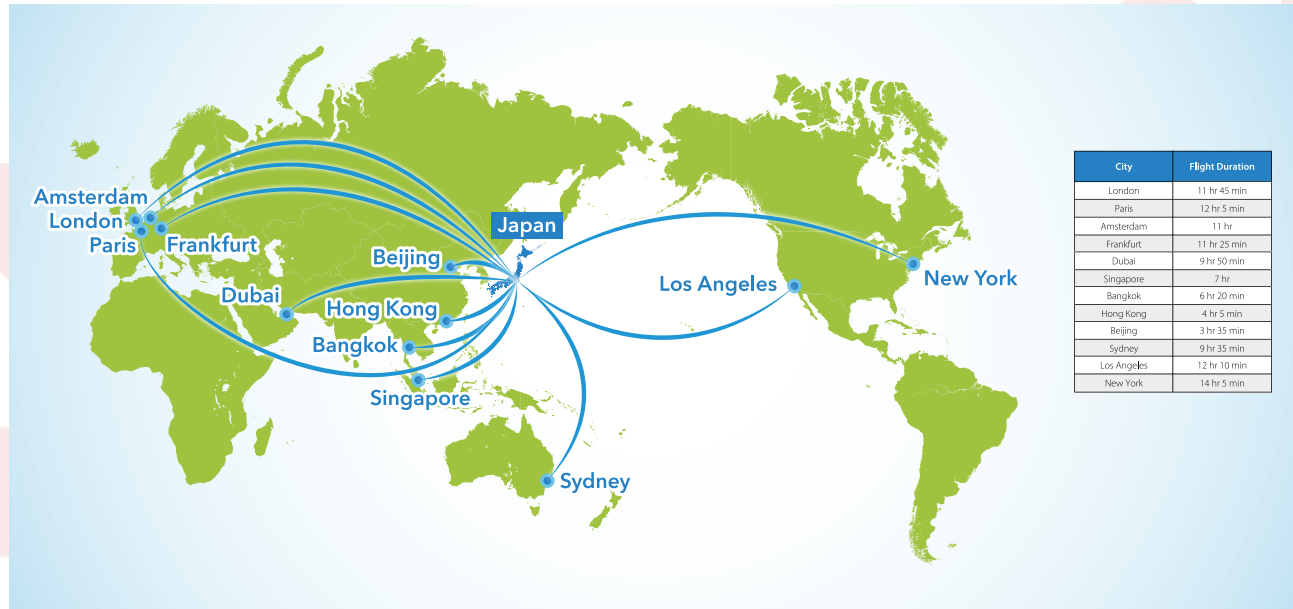 Amsterdam
London
Paris
Frankfurt
Dubai
Beijing
Hong Kong
Bangkok
Singapore
Japan
Sydney
Los Angeles
New York
City Flight Duration
London 11 hr 45 min
Paris 12 hr 5 min
Amsterdam 11 hr
Frankfurt 11 hr 25 min
Dubai 9 hr 50 min
Singapore 7 hr
Bangkok 6 hr 20 min
Hong Kong 4 hr 5 min
Beijing 3 hr 35 min
Sydney 9 hr 35 min
Los Angeles 12 hr 10 min
New York 14 hr 5 min